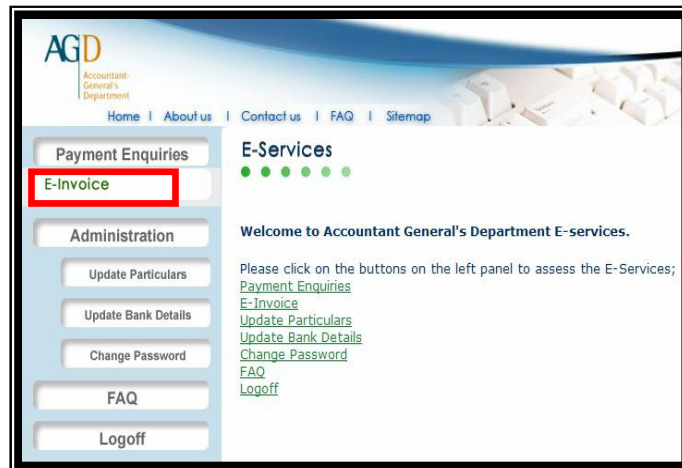 AGD
Accountant-
General's
Department
Home | About us | Contact us | FAQ | Sitemap
Payment Enquiries
E-Invoice
Administration
Update Particulars
Update Bank Details
Change Password
FAQ
Logoff
E-Services
Welcome to Accountant General's Department E-services.
Please click on the buttons on the left panel to assess the E-Services;
Payment Enquiries
E-Invoice
Update Particulars
Update Bank Details
Change Password
FAQ
Logoff